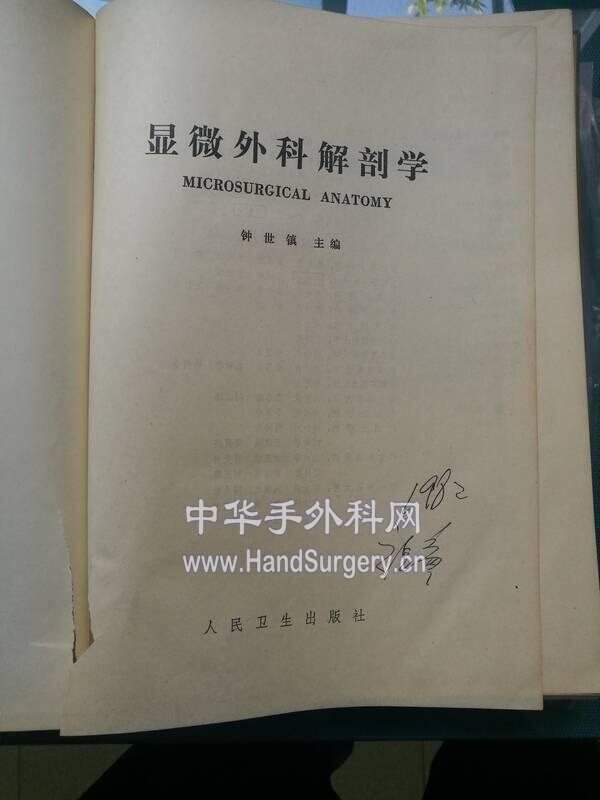 显微外科解剖学
MICROSURGICAL ANATOMY
钟世镇 主编
1982
中华手外科网
www.HandSurgery.cn
人民卫生出版社